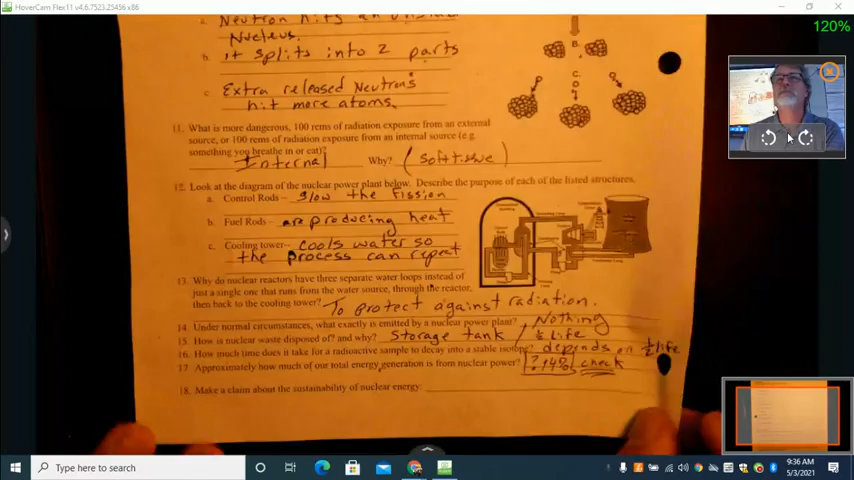 HoverCam Flex11 v4.6.7523.25456 x86
120%
a. Neutron hits an
Nucleus.
b. it splits into 2 parts
c. Extra released Neutrons
hit more atoms.
B.
C.
11. What is more dangerous, 100 rems of radiation exposure from an external
source, or 100 rems of radiation exposure from an internal source (e.g.
something you breathe in or eat)?
Internal Why? (soft tissue)
12. Look at the diagram of the nuclear power plant below. Describe the purpose of each of the listed structures.
a. Control Rods – slow the fission
b. Fuel Rods – are producing heat
c. Cooling tower– cools water so
the process can repeat
13. Why do nuclear reactors have three separate water loops instead of
just a single one that runs from the water source, through the reactor,
then back to the cooling tower? To protect against radiation.
14. Under normal circumstances, what exactly is emitted by a nuclear power plant? Nothing
15. How is nuclear waste disposed of? and why? Storage tank ½ life
16. How much time does it take for a radioactive sample to decay into a stable isotope? depends on ½ life
17. Approximately how much of our total energy generation is from nuclear power? ? 14% check
18. Make a claim about the sustainability of nuclear energy:
Type here to search
9:36 AM
5/3/2021